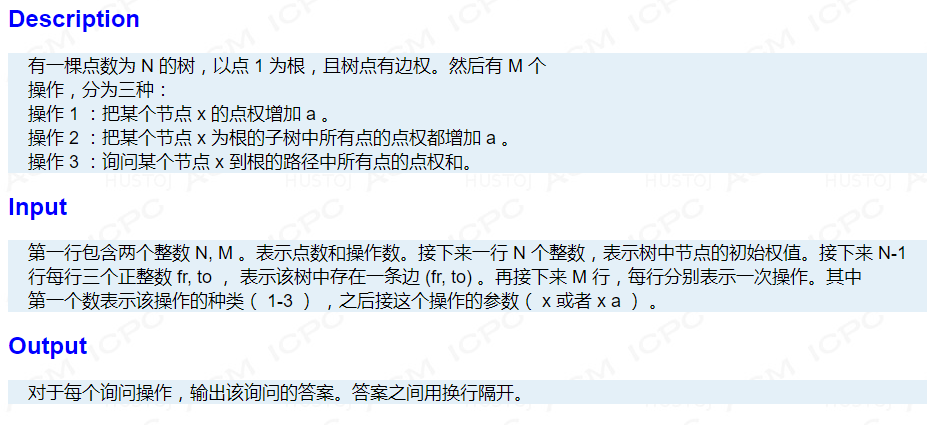 Description
有一棵点数为 N 的树，以点 1 为根，且树点有边权。然后有 M 个
操作，分为三种：
操作 1 ：把某个节点 x 的点权增加 a 。
操作 2 ：把某个节点 x 为根的子树中所有点的点权都增加 a 。
操作 3 ：询问某个节点 x 到根的路径中所有点的点权和。
Input
第一行包含两个整数 N, M 。表示点数和操作数。接下来一行 N 个整数，表示树中节点的初始权值。接下来 N-1
行每行三个正整数 fr, to ， 表示该树中存在一条边 (fr, to) 。再接下来 M 行，每行分别表示一次操作。其中
第一个数表示该操作的种类（ 1-3 ） ，之后接这个操作的参数（ x 或者 x a ） 。
Output
对于每个询问操作，输出该询问的答案。答案之间用换行隔开。